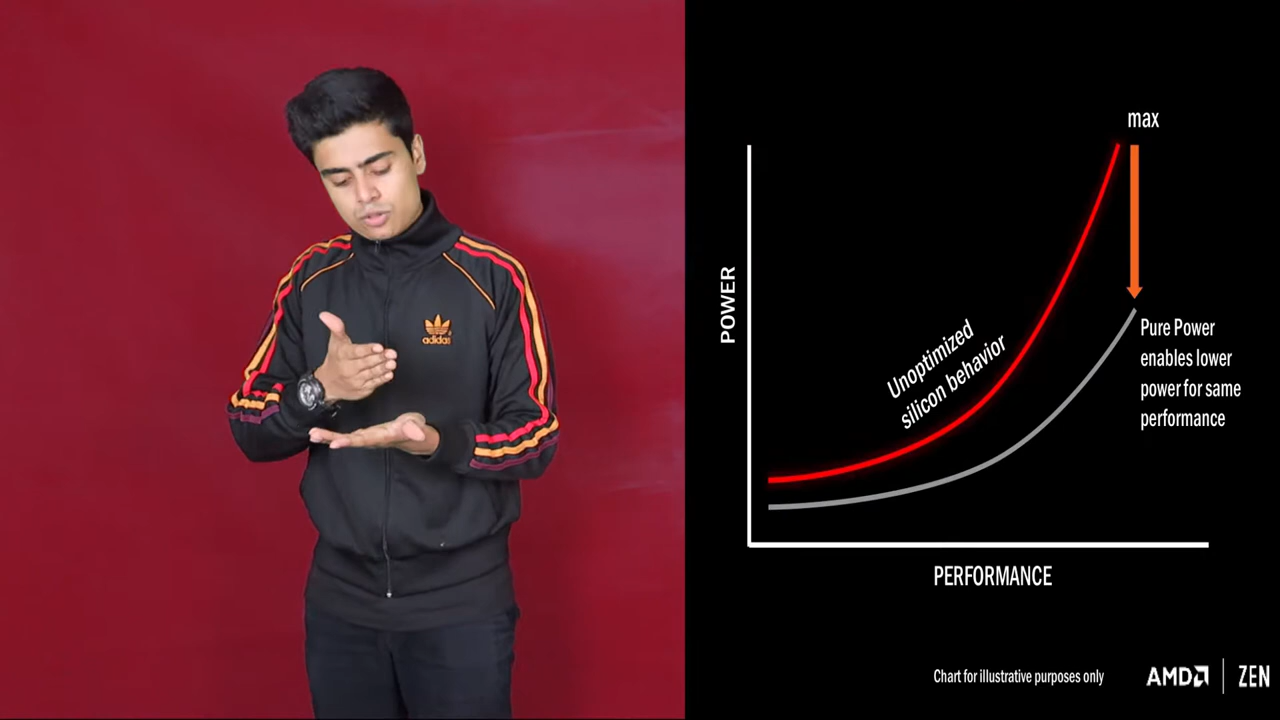 adidas
max
POWER
Unoptimized
silicon behavior
Pure Power
enables lower
power for same
performance
PERFORMANCE
Chart for illustrative purposes only
AMD
ZEN